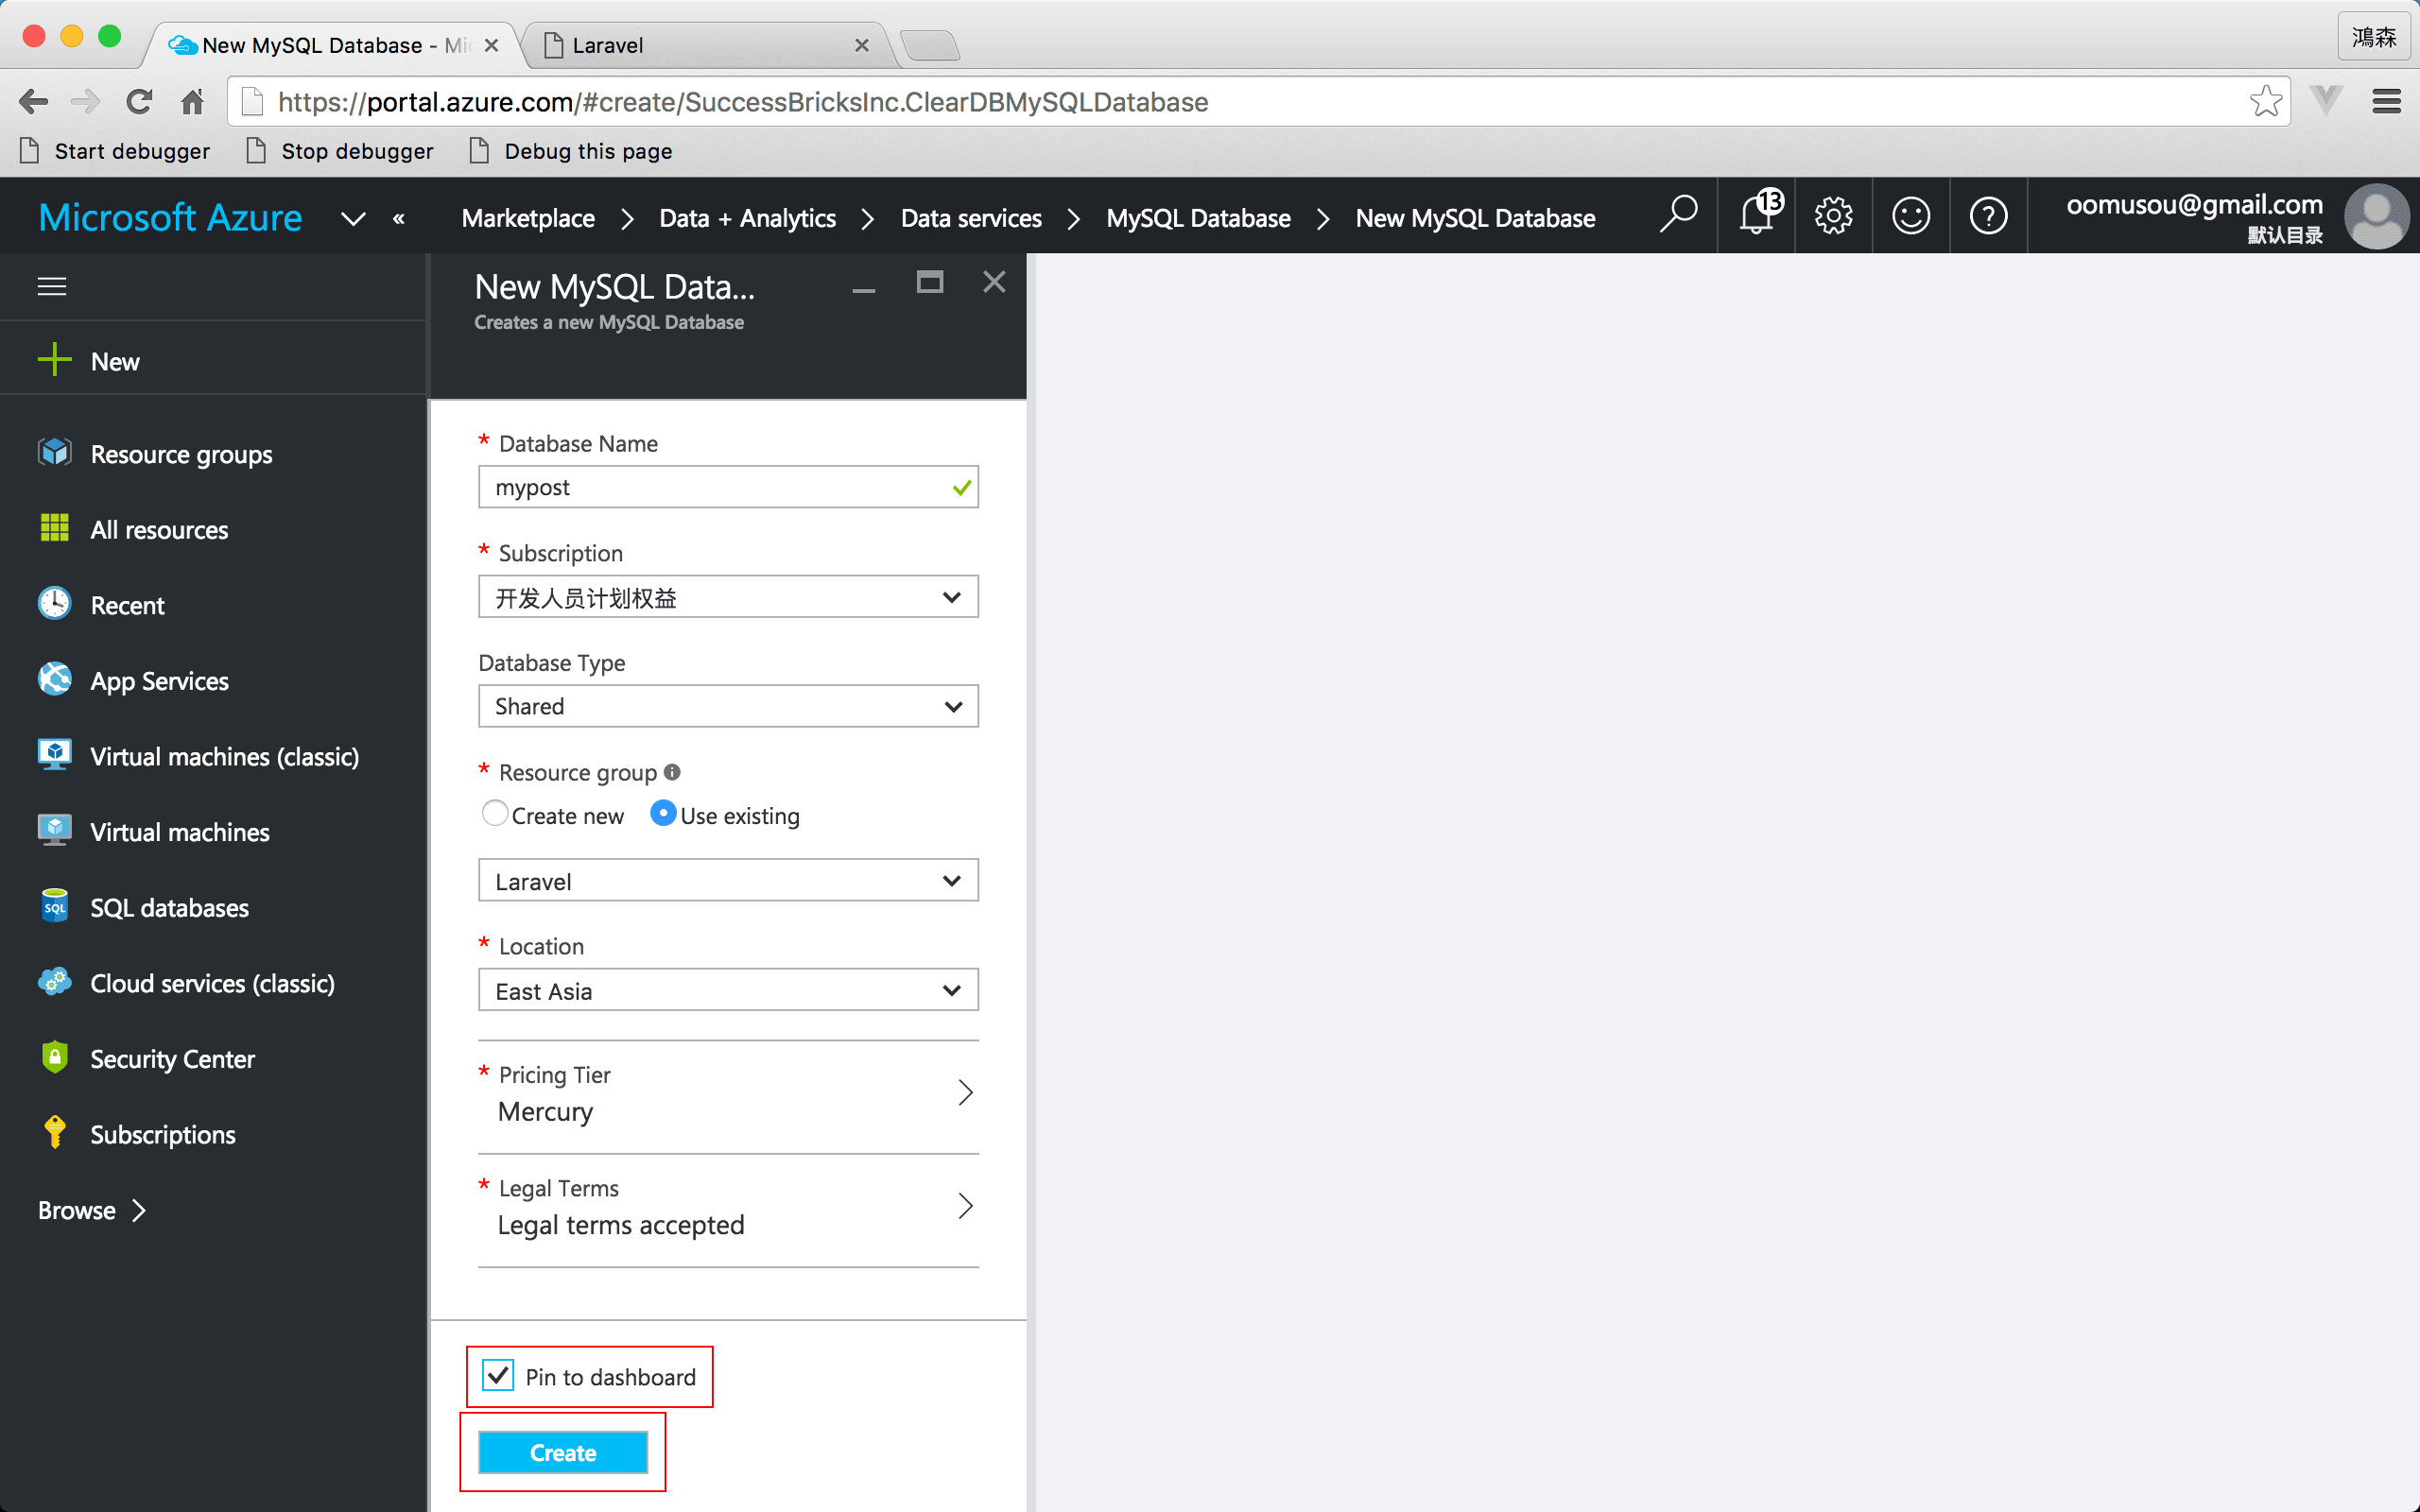 New MySQL Database - Mic
Laravel
鴻森
https://portal.azure.com/#create/SuccessBricksInc.ClearDBMySQLDatabase
Start debugger
Stop debugger
Debug this page
Microsoft Azure
«
Marketplace > Data + Analytics > Data services > MySQL Database > New MySQL Database
13
oomusou@gmail.com
默认目录
New MySQL Data...
Creates a new MySQL Database
New
Resource groups
All resources
Recent
App Services
Virtual machines (classic)
Virtual machines
SQL
SQL databases
Cloud services (classic)
Security Center
Subscriptions
Browse >
* Database Name
mypost
* Subscription
开发人员计划权益
Database Type
Shared
* Resource group
Create new
Use existing
Laravel
* Location
East Asia
* Pricing Tier
Mercury
* Legal Terms
Legal terms accepted
Pin to dashboard
Create